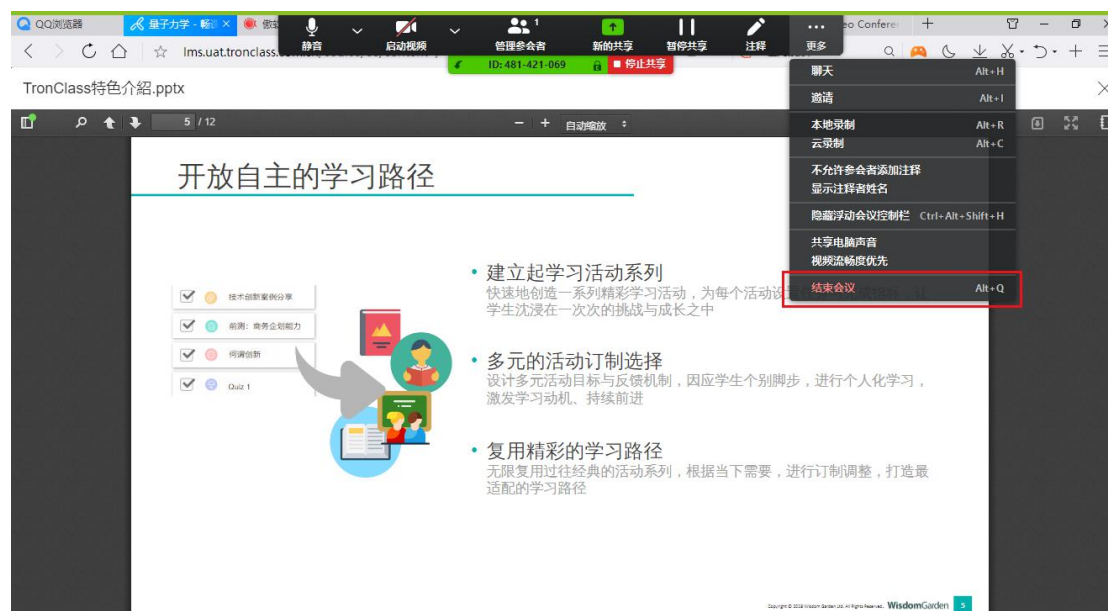 QQ浏览器
量子力学 - 畅
静音
启动视频
管理参会者
1
新的共享
暂停共享
注释
更多
eo Confere
lms.uat.tronclass.
ID: 481-421-069
停止共享
TronClass特色介紹.pptx
5 / 12
自动缩放
聊天 Alt+H
邀请 Alt+I
本地录制 Alt+R
云录制 Alt+C
不允许参会者添加注释
显示注释者姓名
隐藏浮动会议控制栏 Ctrl+Alt+Shift+H
共享电脑声音
视频流畅度优先
结束会议 Alt+Q
开放自主的学习路径
技术创新案例分享
前测：商务企划能力
何谓创新
Quiz 1
• 建立起学习活动系列
快速地创造一系列精彩学习活动，为每个活动设
学生沈浸在一次次的挑战与成长之中
• 多元的活动订制选择
设计多元活动目标与反馈机制，因应学生个别脚步，进行个人化学习，
激发学习动机、持续前进
• 复用精彩的学习路径
无限复用过往经典的活动系列，根据当下需要，进行订制调整，打造最
适配的学习路径
Copyright © 2018 Wisdom Garden Ltd. All Rights Reserved.
WisdomGarden
5